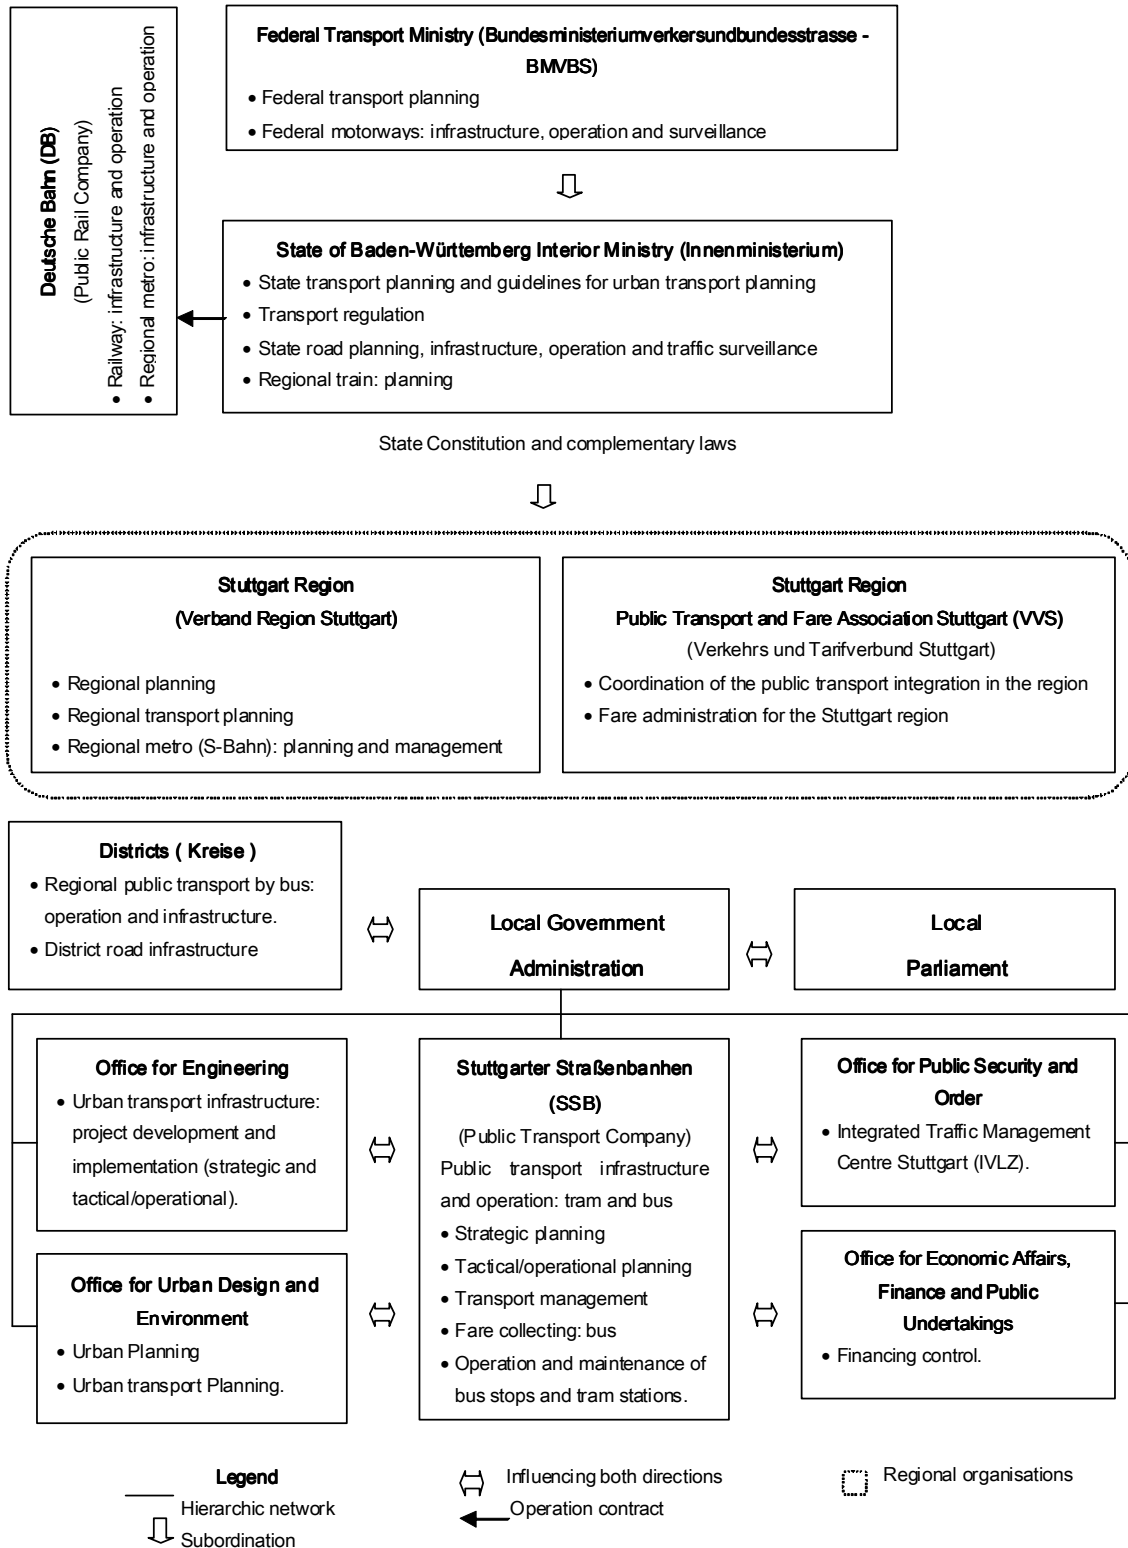 Deutsche Bahn (DB)
(Public Rail Company)
• Railway: infrastructure and operation
• Regional metro: infrastructure and operation
Federal Transport Ministry (Bundesministeriumverkersundbundesstrasse -
BMVBS)
• Federal transport planning
• Federal motorways: infrastructure, operation and surveillance
State of Baden-Württemberg Interior Ministry (Innenministerium)
• State transport planning and guidelines for urban transport planning
• Transport regulation
• State road planning, infrastructure, operation and traffic surveillance
• Regional train: planning
State Constitution and complementary laws
Stuttgart Region
(Verband Region Stuttgart)
• Regional planning
• Regional transport planning
• Regional metro (S-Bahn): planning and management
Stuttgart Region
Public Transport and Fare Association Stuttgart (VVS)
(Verkehrs und Tarifverbund Stuttgart)
• Coordination of the public transport integration in the region
• Fare administration for the Stuttgart region
Districts ( Kreise )
• Regional public transport by bus:
operation and infrastructure.
• District road infrastructure
Local Government
Administration
Local
Parliament
Office for Engineering
• Urban transport infrastructure:
project development and
implementation (strategic and
tactical/operational).
Stuttgarter Straßenbanhen
(SSB)
(Public Transport Company)
Public transport infrastructure
and operation: tram and bus
• Strategic planning
• Tactical/operational planning
• Transport management
• Fare collecting: bus
• Operation and maintenance of
bus stops and tram stations.
Office for Public Security and
Order
• Integrated Traffic Management
Centre Stuttgart (IVLZ).
Office for Urban Design and
Environment
• Urban Planning
• Urban transport Planning.
Office for Economic Affairs,
Finance and Public
Undertakings
• Financing control.
Legend
Hierarchic network
Subordination
Influencing both directions
Operation contract
Regional organisations